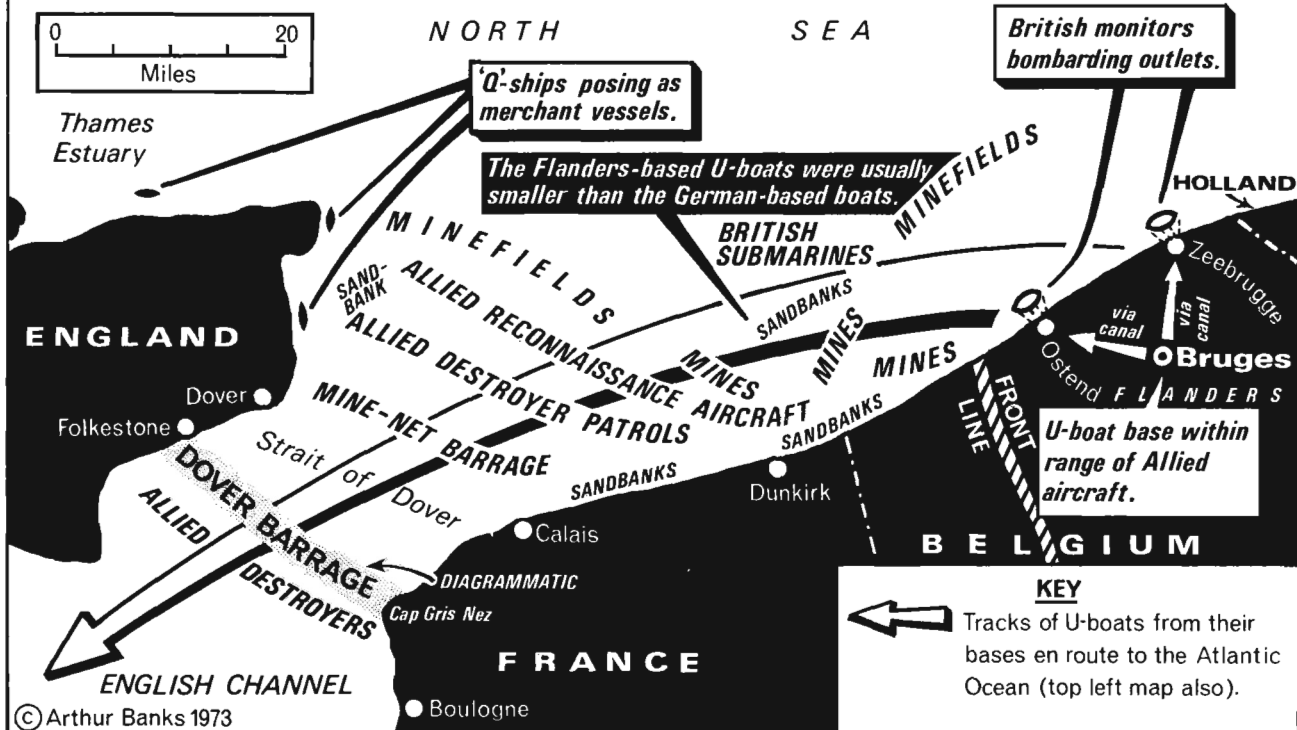 0 20
Miles
NORTH SEA
Thames
Estuary
'Q'-ships posing as
merchant vessels.
British monitors
bombarding outlets.
The Flanders-based U-boats were usually
smaller than the German-based boats.
MINEFIELDS
HOLLAND
BRITISH
SUBMARINES
MINEFIELDS
SAND-
BANK
SANDBANKS
Zeebrugge
ALLIED RECONNAISSANCE AIRCRAFT
ENGLAND
ALLIED DESTROYER PATROLS
MINES
MINES
MINES
via
canal
via
canal
Ostend
Bruges
FLANDERS
Dover
Folkestone
MINE-NET BARRAGE
SANDBANKS
FRONT
LINE
U-boat base within
range of Allied
aircraft.
Strait of Dover
SANDBANKS
Dunkirk
DOVER BARRAGE
Calais
BELGIUM
ALLIED
DESTROYERS
DIAGRAMMATIC
Cap Gris Nez
FRANCE
ENGLISH CHANNEL
Boulogne
© Arthur Banks 1973
KEY
Tracks of U-boats from their
bases en route to the Atlantic
Ocean (top left map also).